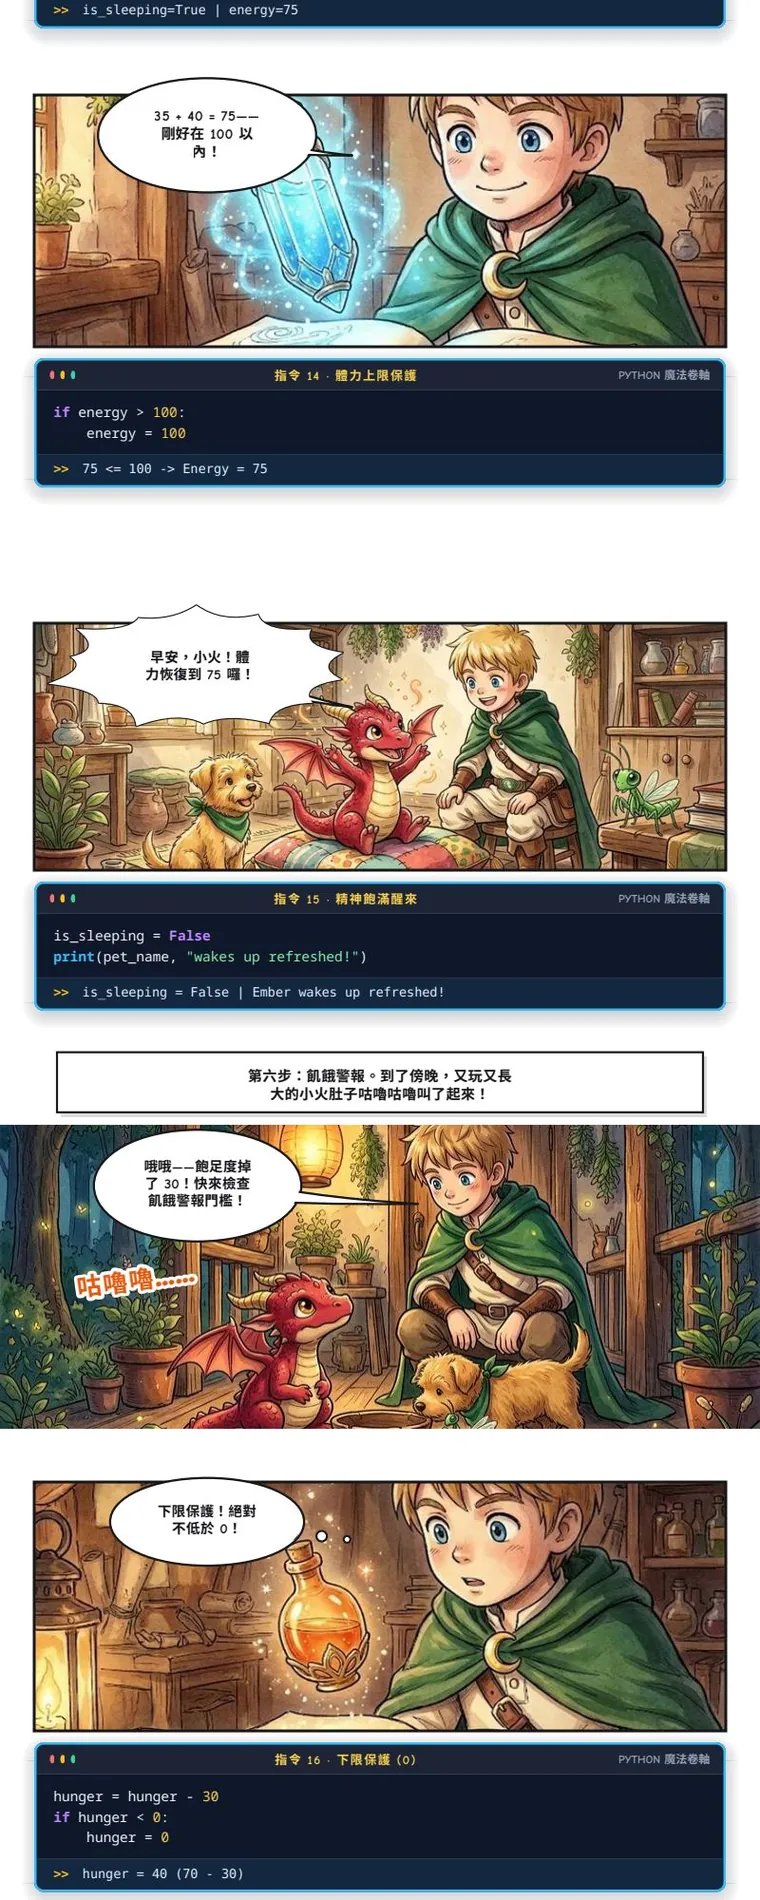 >> is_sleeping=True | energy=75
35 + 40 = 75——
剛好在 100 以
內！
指令 14 · 體力上限保護
PYTHON 魔法卷軸
if energy > 100:
    energy = 100
>> 75 <= 100 -> Energy = 75
早安，小火！體
力恢復到 75 囉！
指令 15 · 精神飽滿醒來
PYTHON 魔法卷軸
is_sleeping = False
print(pet_name, "wakes up refreshed!")
>> is_sleeping = False | Ember wakes up refreshed!
第六步：飢餓警報。到了傍晚，又玩又長
大的小火肚子咕嚕咕嚕叫了起來！
哦哦——飽足度掉
了 30！快來檢查
飢餓警報門檻！
咕嚕嚕……
下限保護！絕對
不低於 0！
指令 16 · 下限保護 (0)
PYTHON 魔法卷軸
hunger = hunger - 30
if hunger < 0:
    hunger = 0
>> hunger = 40 (70 - 30)